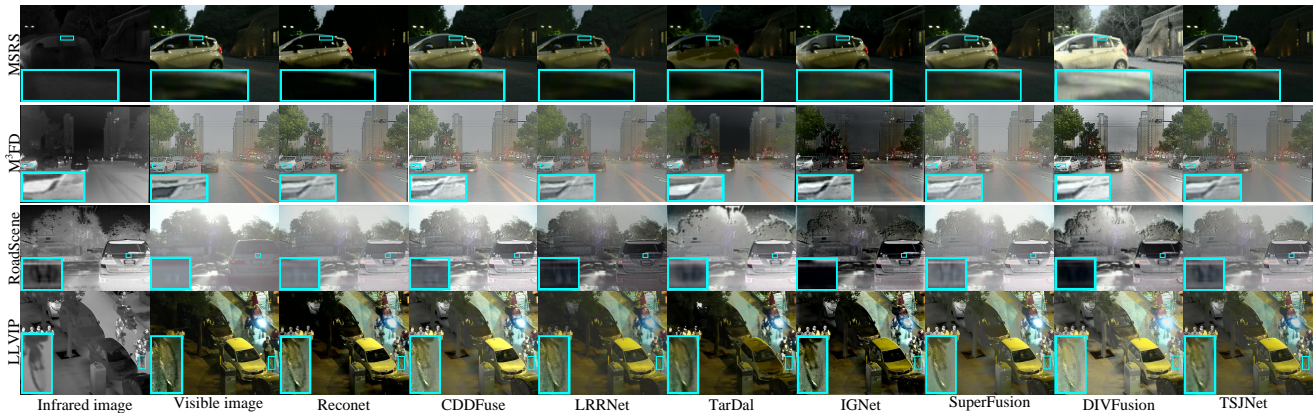 MSRS
M³FD
RoadScene
LLVIP
Infrared image Visible image Reconet CDDFuse LRRNet TarDal IGNet SuperFusion DIVFusion TSJNet